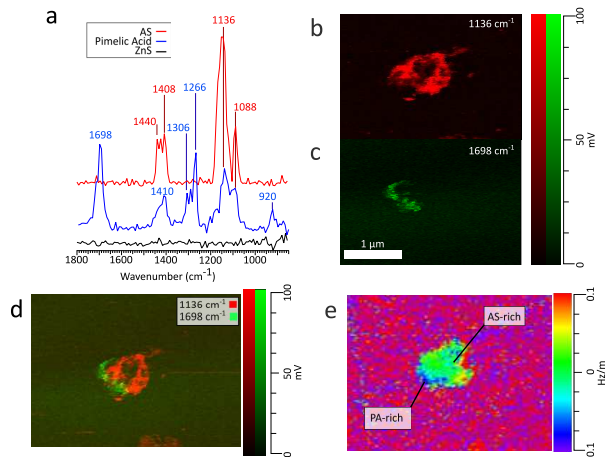 a
AS
Pimelic Acid
ZnS
1136
1408
1440
1266
1306
1088
1698
1410
920
1800 1600 1400 1200 1000
Wavenumber (cm-1)
b
1136 cm-1
c
1698 cm-1
1 µm
100
50
0
mV
d
1136 cm-1
1698 cm-1
100
50
0
mV
e
AS-rich
PA-rich
0.1
0
0.1
Hz/m